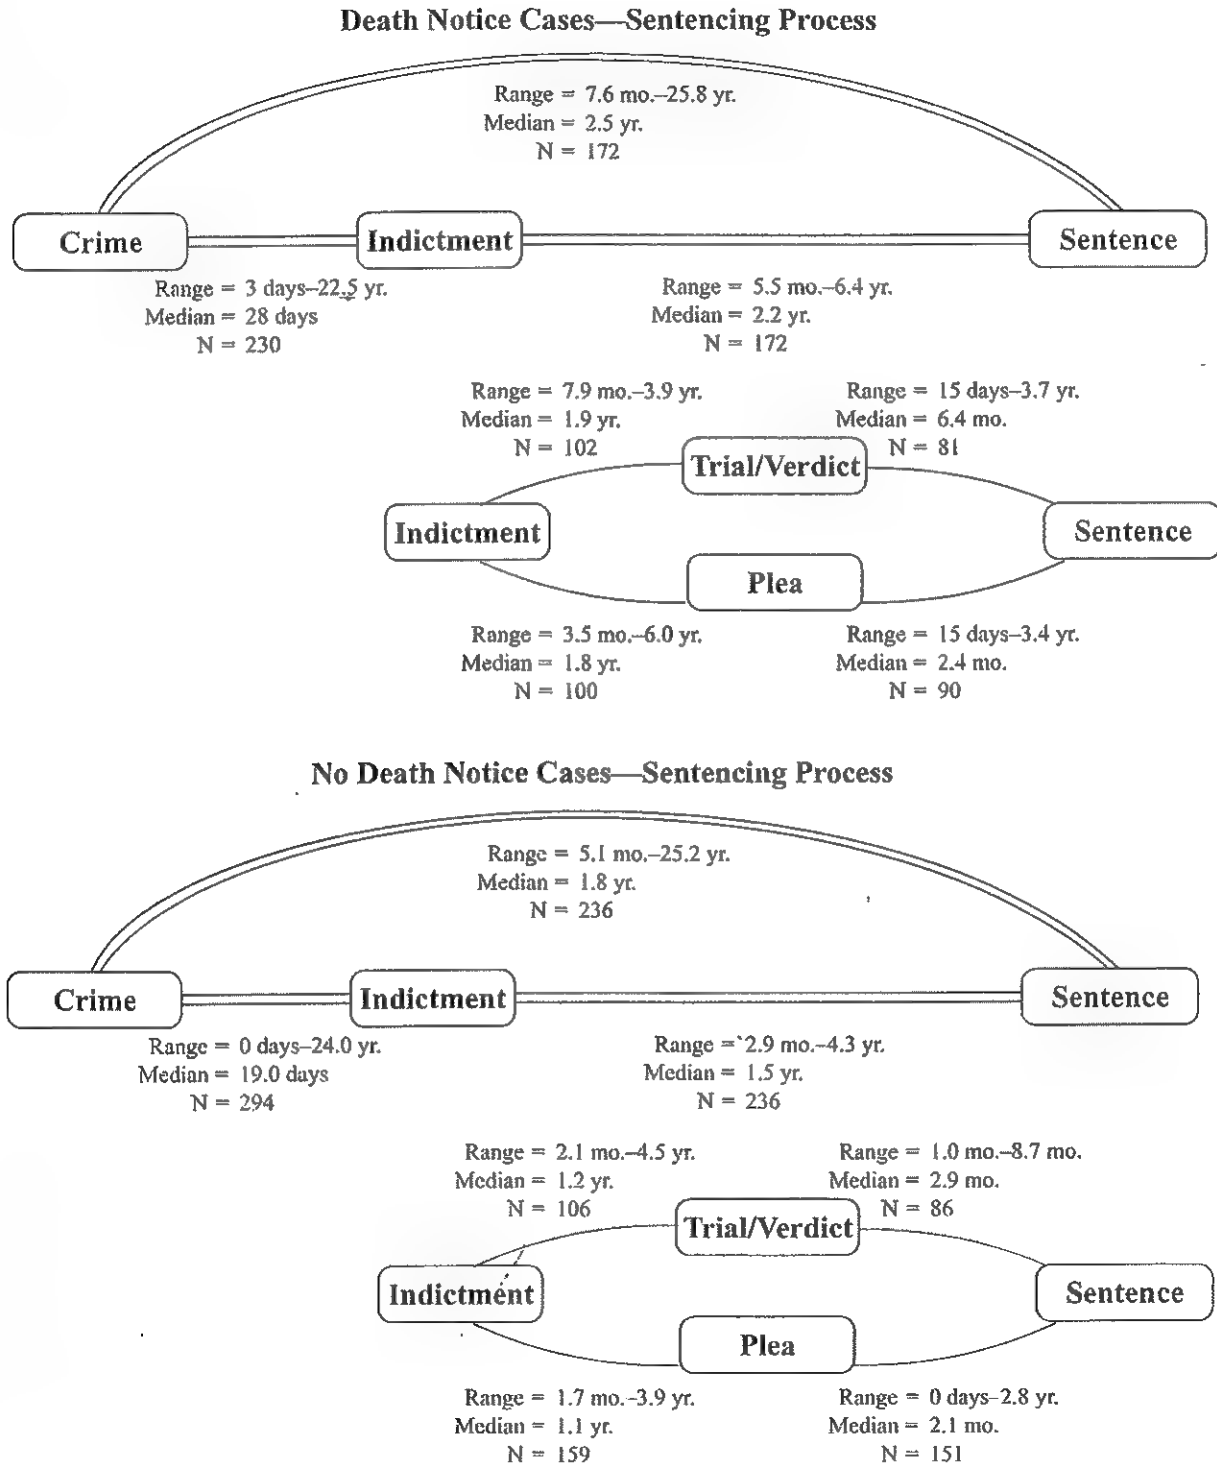 Death Notice Cases—Sentencing Process
Range = 7.6 mo.–25.8 yr.
Median = 2.5 yr.
N = 172
Crime
Indictment
Sentence
Range = 3 days–22.5 yr.
Median = 28 days
N = 230
Range = 5.5 mo.–6.4 yr.
Median = 2.2 yr.
N = 172
Range = 7.9 mo.–3.9 yr.
Median = 1.9 yr.
N = 102
Range = 15 days–3.7 yr.
Median = 6.4 mo.
N = 81
Trial/Verdict
Indictment
Sentence
Plea
Range = 3.5 mo.–6.0 yr.
Median = 1.8 yr.
N = 100
Range = 15 days–3.4 yr.
Median = 2.4 mo.
N = 90
No Death Notice Cases—Sentencing Process
Range = 5.1 mo.–25.2 yr.
Median = 1.8 yr.
N = 236
Crime
Indictment
Sentence
Range = 0 days–24.0 yr.
Median = 19.0 days
N = 294
Range = 2.9 mo.–4.3 yr.
Median = 1.5 yr.
N = 236
Range = 2.1 mo.–4.5 yr.
Median = 1.2 yr.
N = 106
Range = 1.0 mo.–8.7 mo.
Median = 2.9 mo.
N = 86
Trial/Verdict
Indictment
Sentence
Plea
Range = 1.7 mo.–3.9 yr.
Median = 1.1 yr.
N = 159
Range = 0 days–2.8 yr.
Median = 2.1 mo.
N = 151